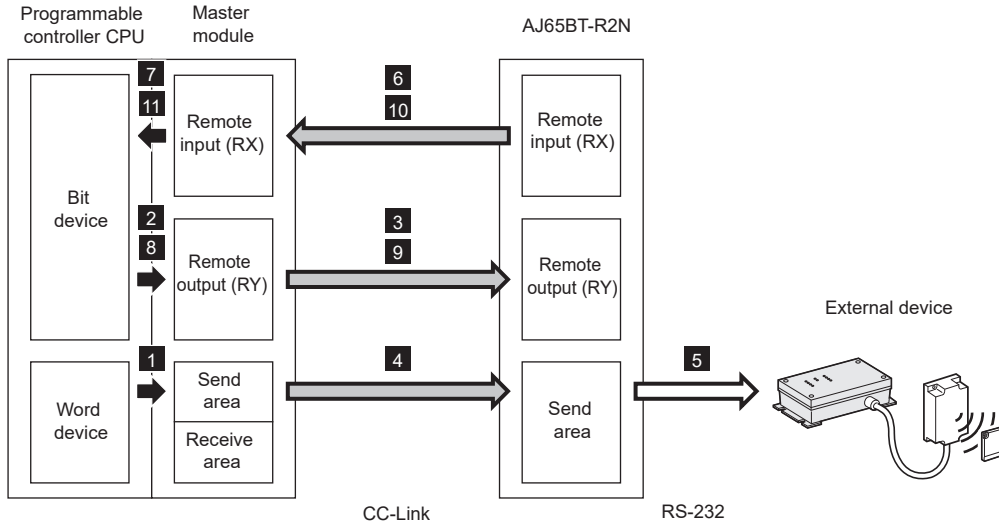 Programmable
controller CPU
Master
module
AJ65BT-R2N
7
11
6
10
Remote
input (RX)
Remote
input (RX)
Bit
device
2
8
3
9
Remote
output (RY)
Remote
output (RY)
External device
1
4
5
Word
device
Send
area
Receive
area
Send
area
CC-Link
RS-232